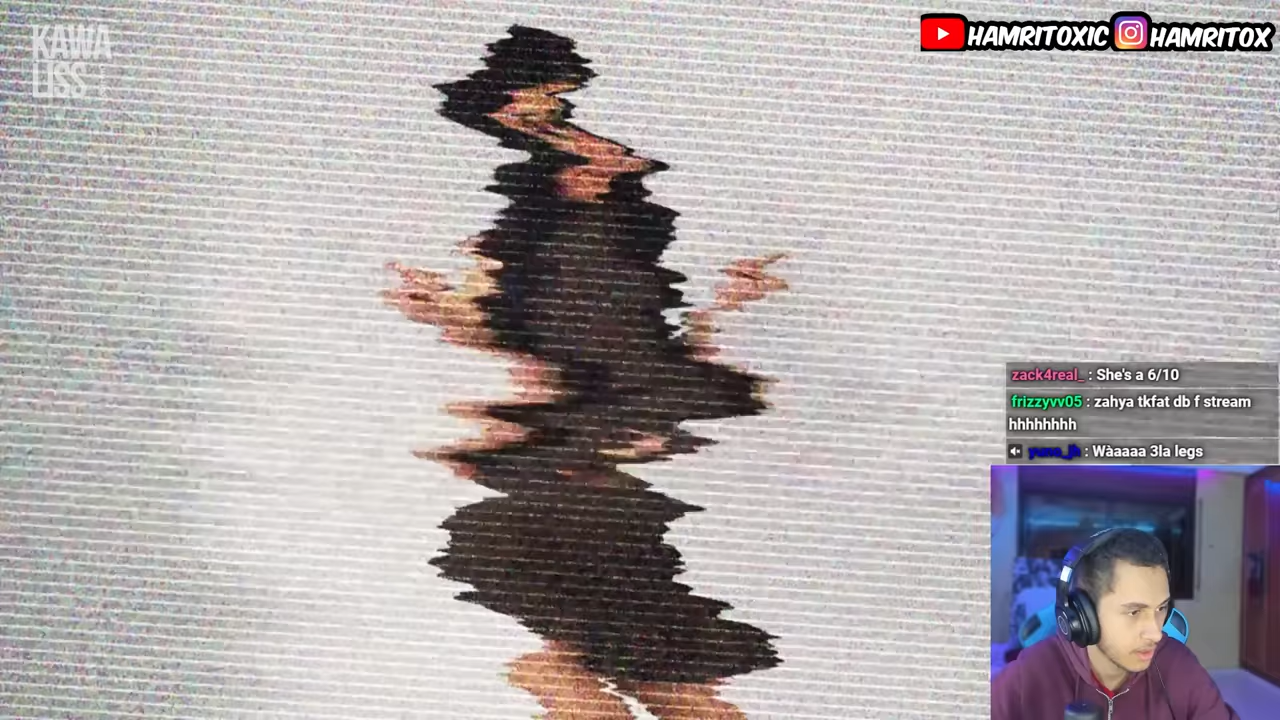 KAWA
LISS
HAMRITOXIC
HAMRITOX
zack4real_ : She's a 6/10
frizzyvv05 : zahya tkfat db f stream
hhhhhhhh
: Wàaaaa 3la legs